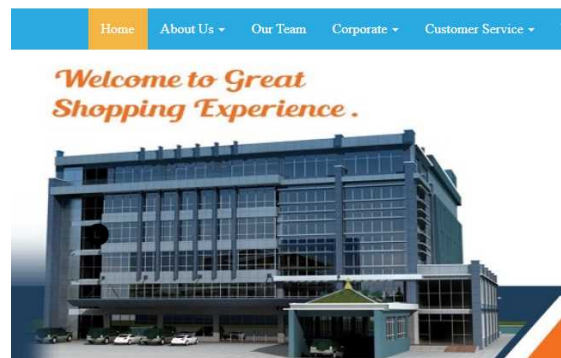 Home About Us Our Team Corporate Customer Service
Welcome to Great
Shopping Experience .